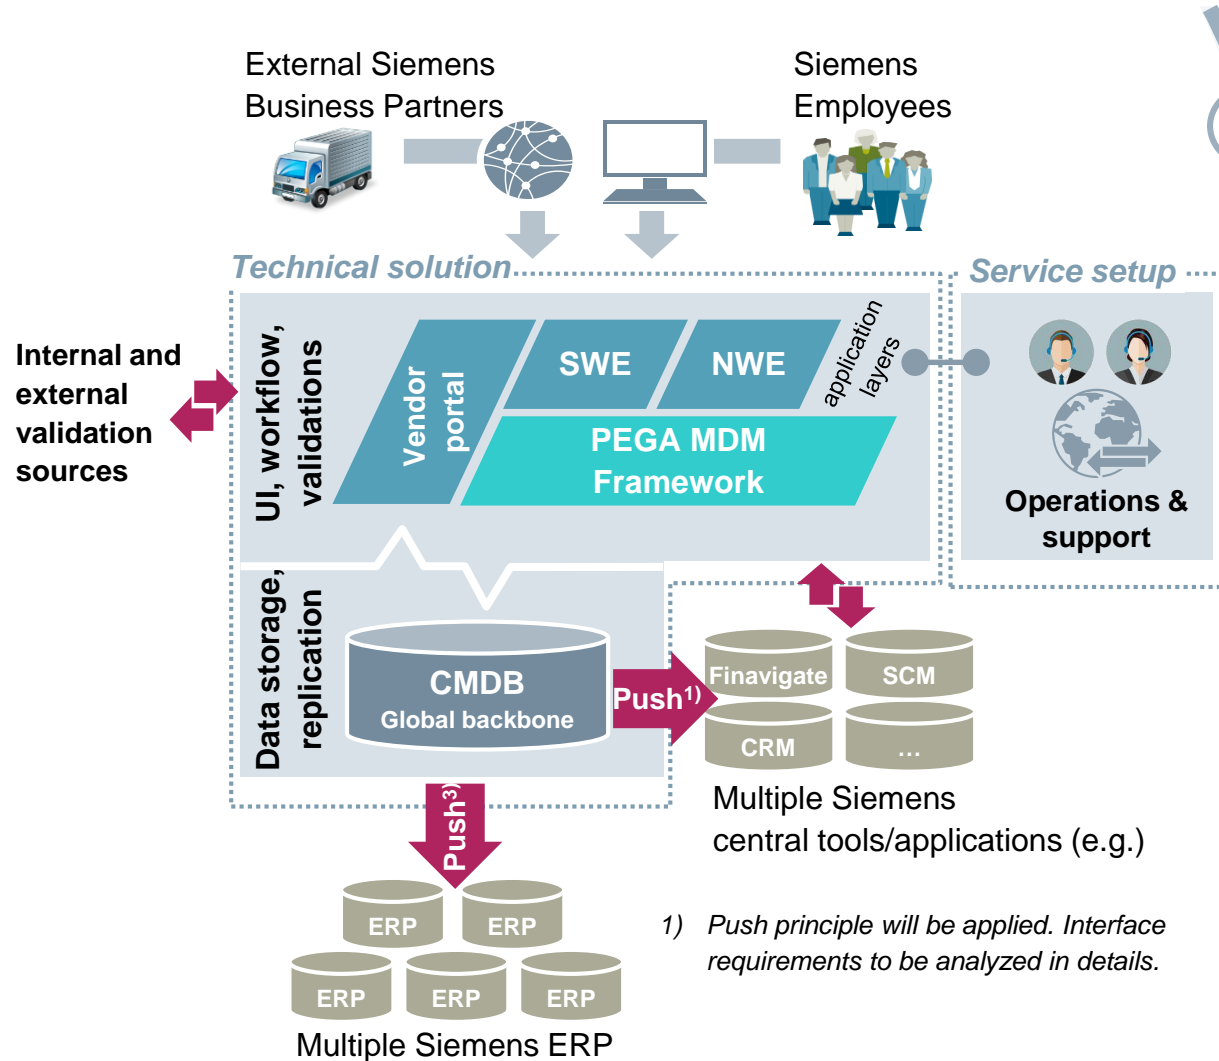 External Siemens
Business Partners
Siemens
Employees
Technical solution
Service setup
Internal and
external
validation
sources
UI, workflow,
validations
Vendor
portal
SWE
NWE
application
layers
PEGA MDM
Framework
Operations &
support
Data storage,
replication
CMDB
Global backbone
Push1)
Finavigate
SCM
CRM
...
Multiple Siemens
central tools/applications (e.g.)
Push3)
ERP
ERP
ERP
ERP
ERP
Multiple Siemens ERP
1) Push principle will be applied. Interface
requirements to be analyzed in details.